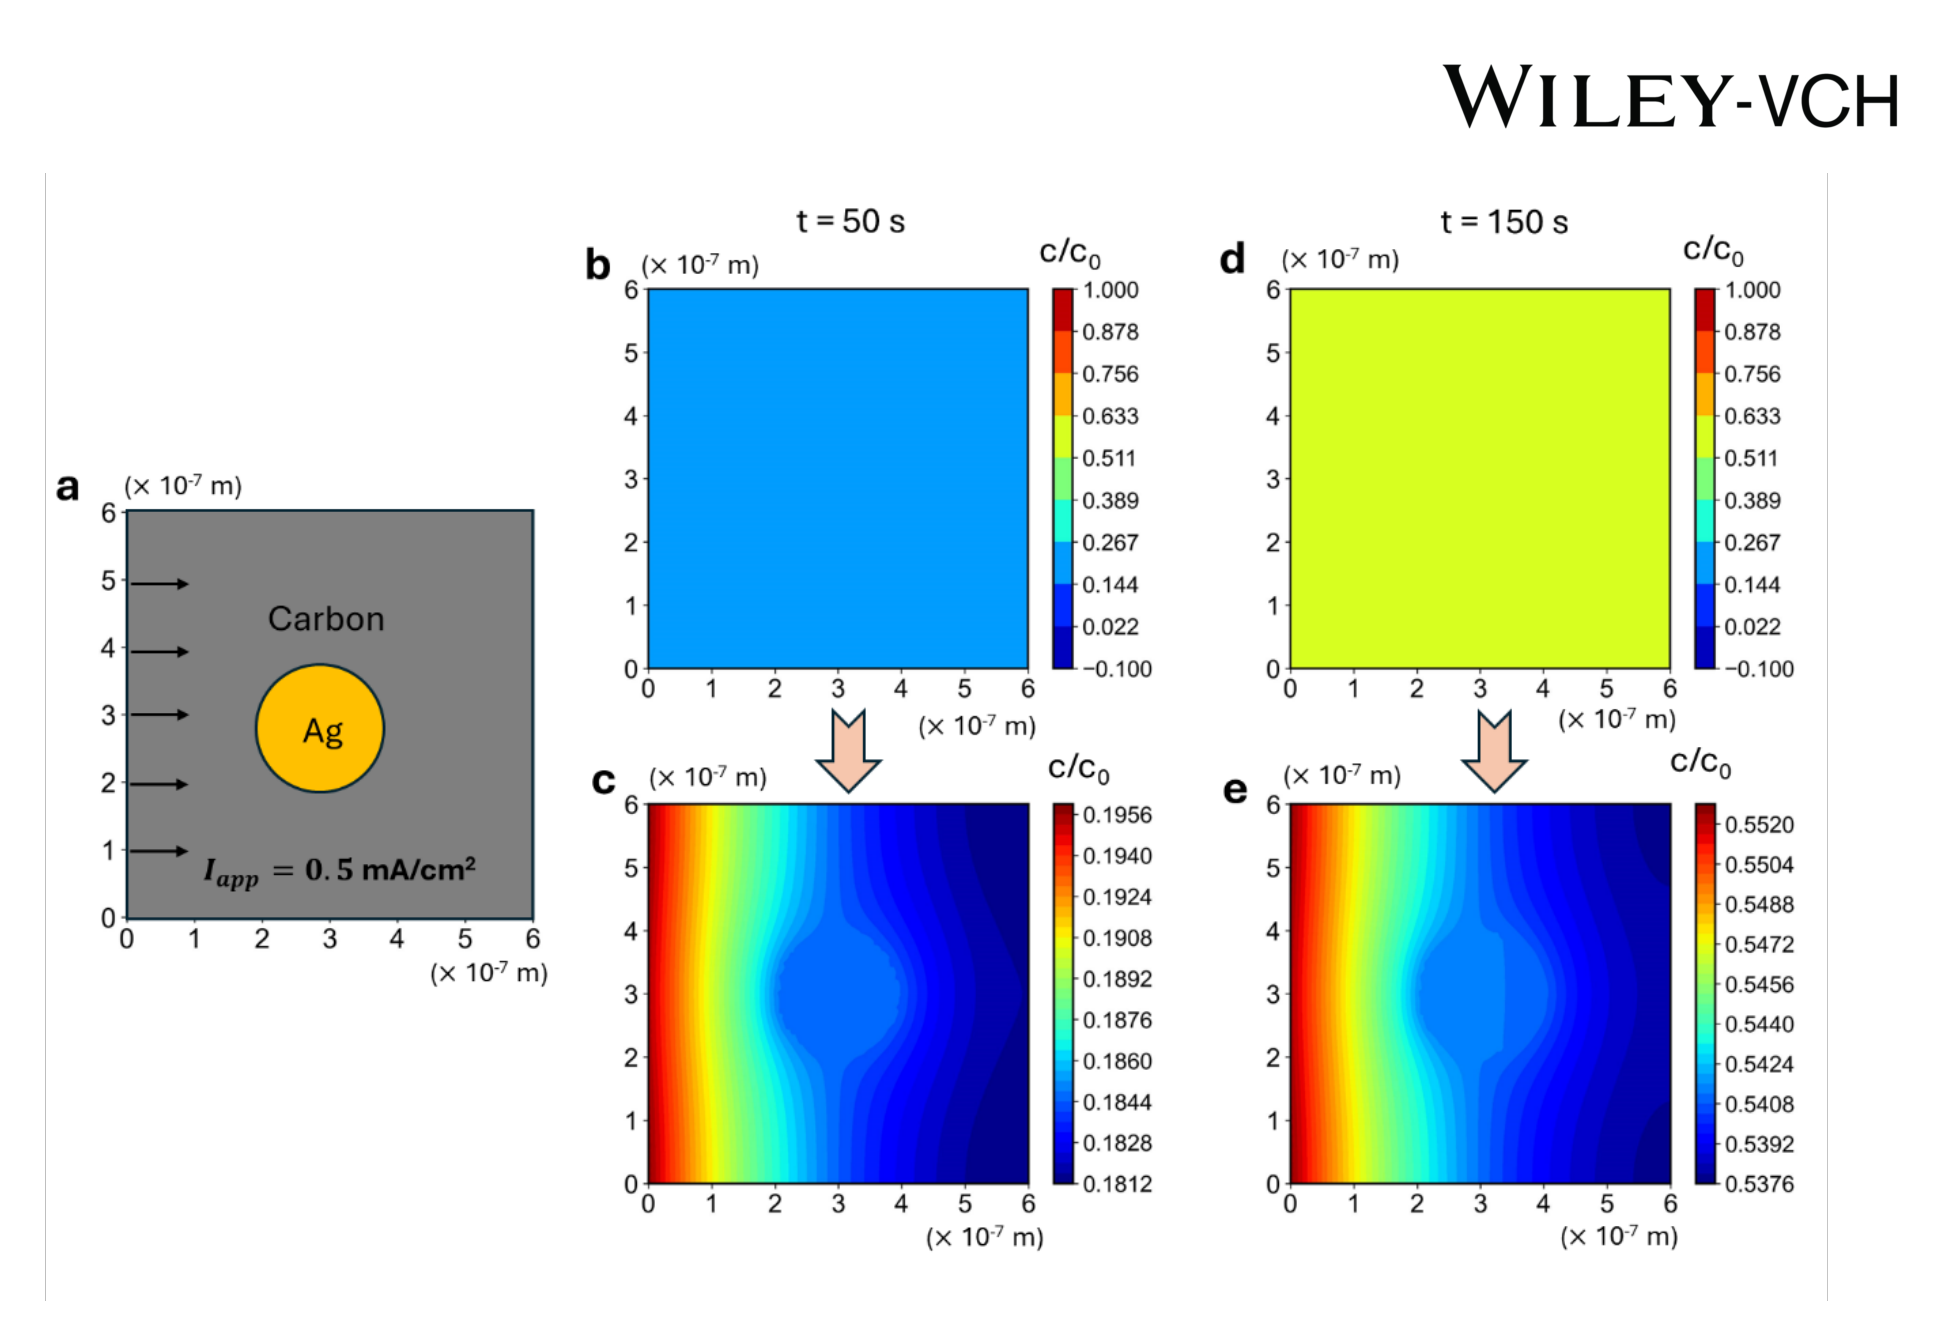 WILEY-VCH
a
(× 10⁻⁷ m)
6
5
4
3
2
1
0
Carbon
Ag
I_app = 0.5 mA/cm²
0 1 2 3 4 5 6
(× 10⁻⁷ m)
t = 50 s
b
(× 10⁻⁷ m)
c/c₀
6
5
4
3
2
1
0
0 1 2 3 4 5 6
(× 10⁻⁷ m)
1.000
0.878
0.756
0.633
0.511
0.389
0.267
0.144
0.022
−0.100
c
(× 10⁻⁷ m)
c/c₀
6
5
4
3
2
1
0
0 1 2 3 4 5 6
(× 10⁻⁷ m)
0.1956
0.1940
0.1924
0.1908
0.1892
0.1876
0.1860
0.1844
0.1828
0.1812
t = 150 s
d
(× 10⁻⁷ m)
c/c₀
6
5
4
3
2
1
0
0 1 2 3 4 5 6
(× 10⁻⁷ m)
1.000
0.878
0.756
0.633
0.511
0.389
0.267
0.144
0.022
−0.100
e
(× 10⁻⁷ m)
c/c₀
6
5
4
3
2
1
0
0 1 2 3 4 5 6
(× 10⁻⁷ m)
0.5520
0.5504
0.5488
0.5472
0.5456
0.5440
0.5424
0.5408
0.5392
0.5376